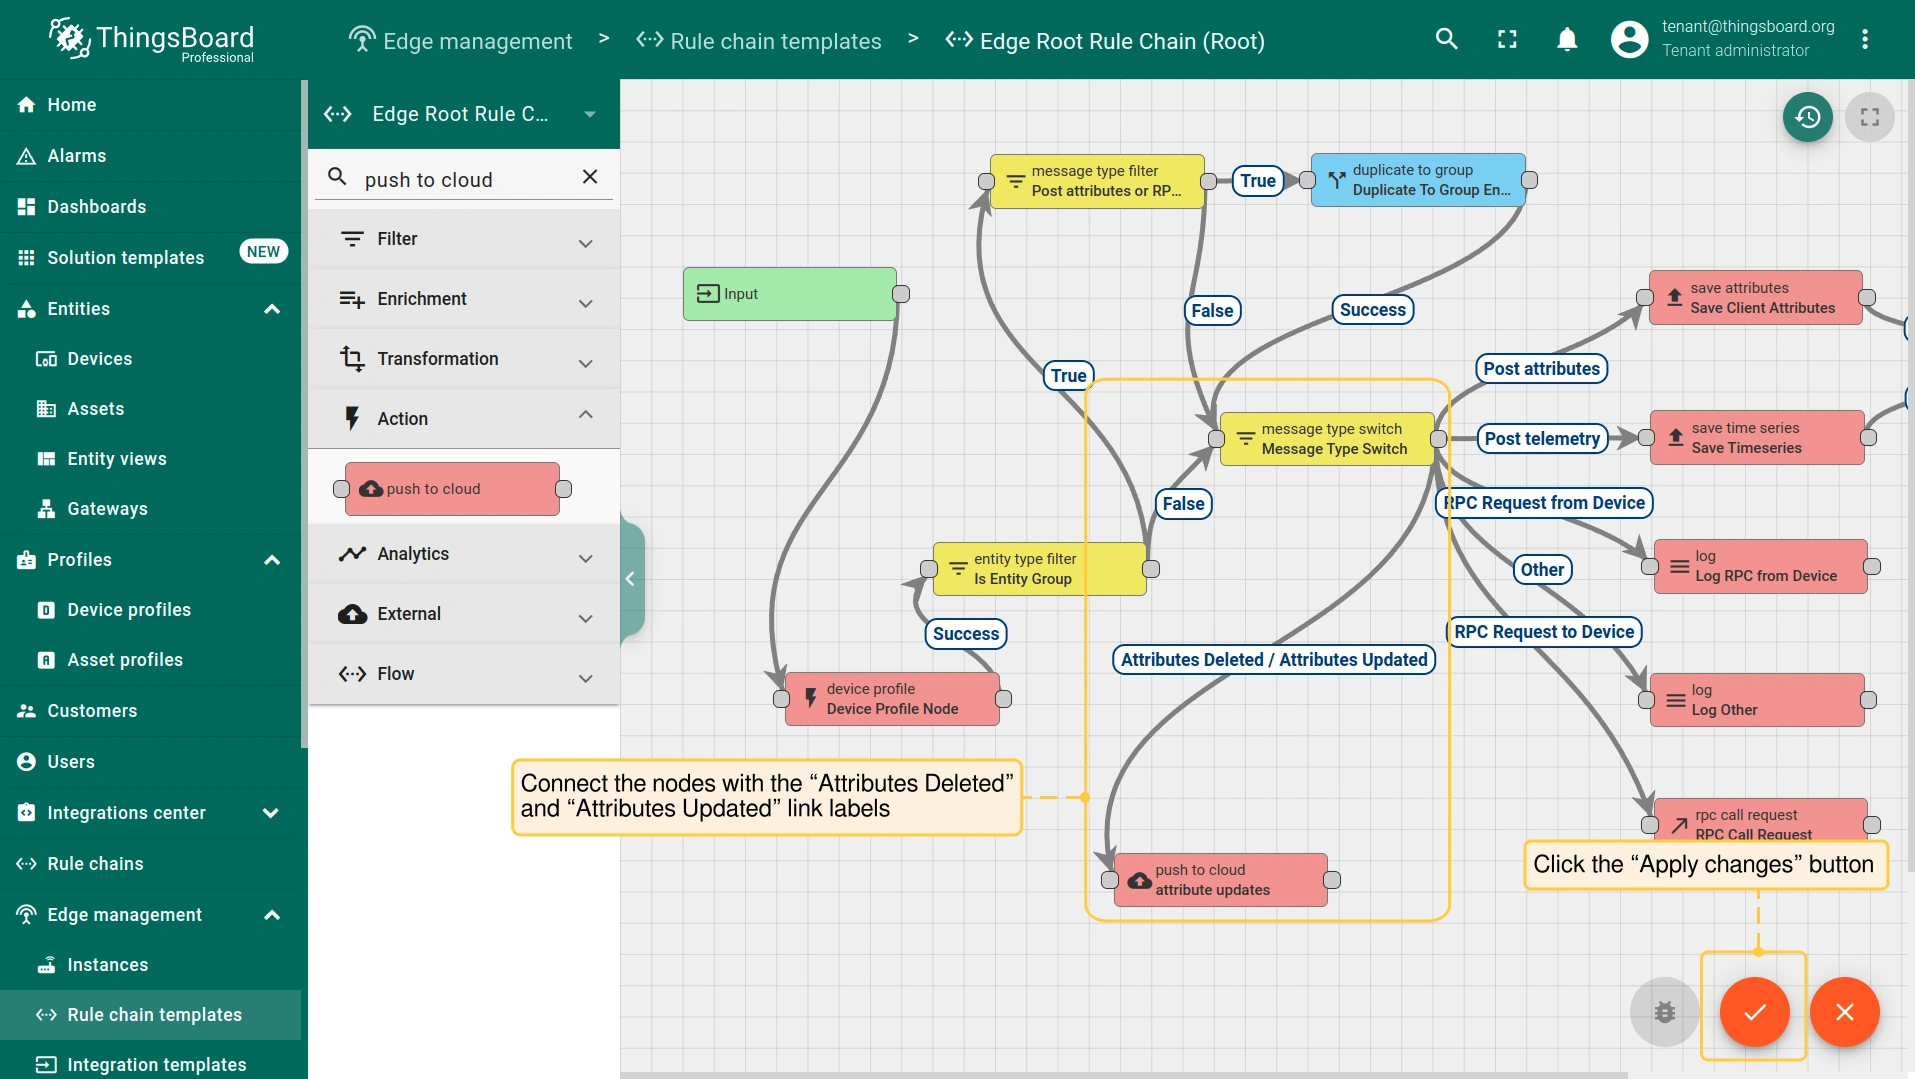 ThingsBoard
Professional
Edge management > Rule chain templates > Edge Root Rule Chain (Root)
tenant@thingsboard.org
Tenant administrator
Home
Alarms
Dashboards
Solution templates NEW
Entities
Devices
Assets
Entity views
Gateways
Profiles
Device profiles
Asset profiles
Customers
Users
Integrations center
Rule chains
Edge management
Instances
Rule chain templates
Integration templates
Edge Root Rule C...
push to cloud
Filter
Enrichment
Transformation
Action
push to cloud
Analytics
External
Flow
message type filter
Post attributes or RP...
True
duplicate to group
Duplicate To Group En...
Input
False
Success
save attributes
Save Client Attributes
True
Post attributes
message type switch
Message Type Switch
Post telemetry
save time series
Save Timeseries
False
RPC Request from Device
entity type filter
Is Entity Group
Other
log
Log RPC from Device
Success
Attributes Deleted / Attributes Updated
RPC Request to Device
device profile
Device Profile Node
log
Log Other
Connect the nodes with the “Attributes Deleted”
and “Attributes Updated” link labels
rpc call request
RPC Call Request
push to cloud
attribute updates
Click the “Apply changes” button